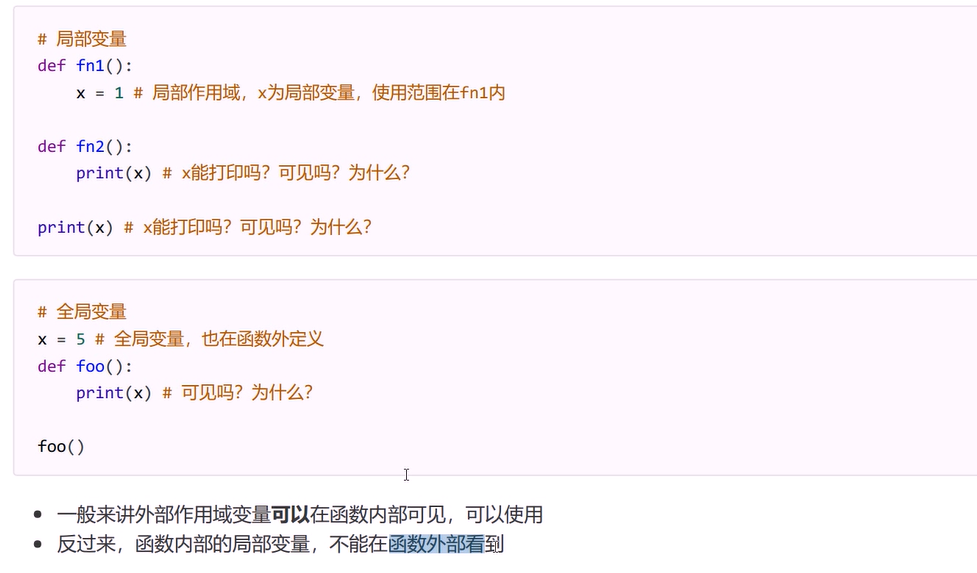 # 局部变量
def fn1():
    x = 1 # 局部作用域，x为局部变量，使用范围在fn1内
def fn2():
    print(x) # x能打印吗？可见吗？为什么？
print(x) # x能打印吗？可见吗？为什么？
# 全局变量
x = 5 # 全局变量，也在函数外定义
def foo():
    print(x) # 可见吗？为什么？
foo()
• 一般来讲外部作用域变量可以在函数内部可见，可以使用
• 反过来，函数内部的局部变量，不能在函数外部看到